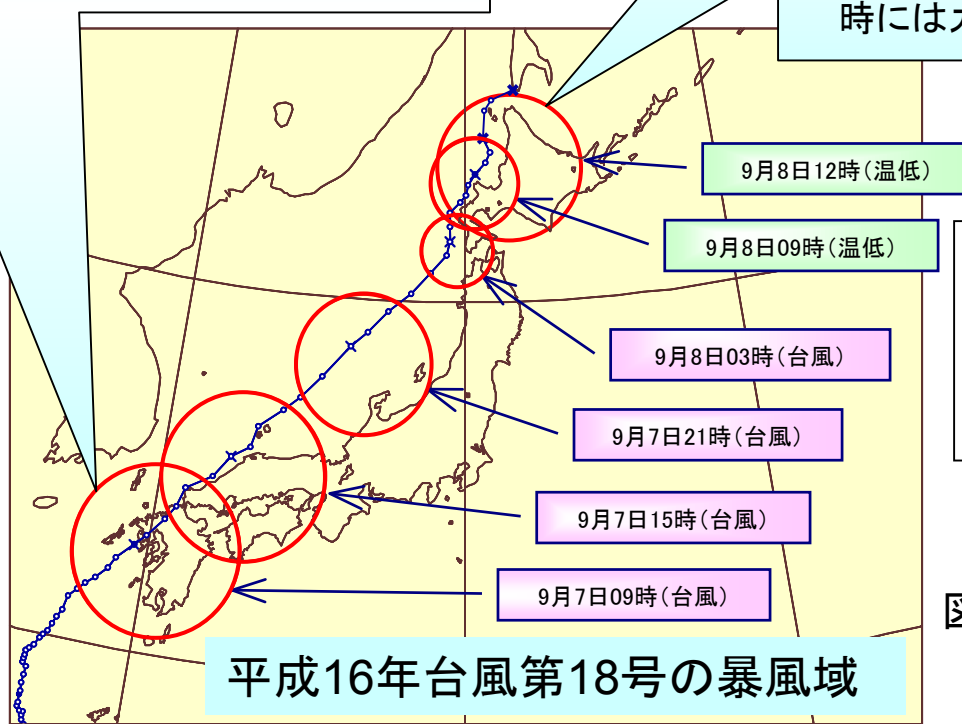 時には
9月8日12時(温低)
9月8日09時(温低)
9月8日03時(台風)
9月7日21時(台風)
9月7日15時(台風)
9月7日09時(台風)
図
平成16年台風第18号の暴風域